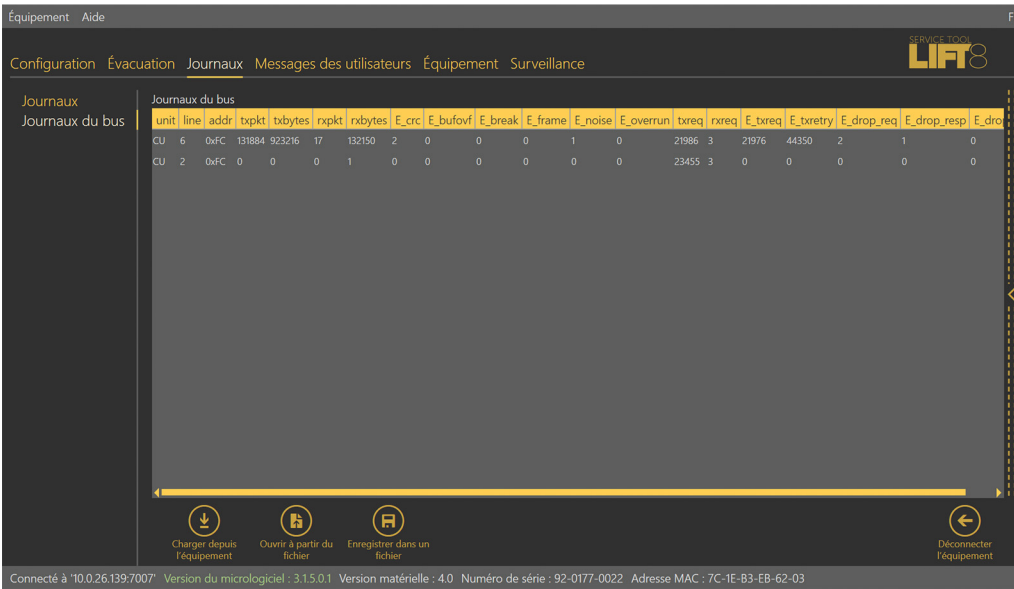 Équipement Aide
SERVICE TOOL
LIFT8
Configuration Évacuation Journaux Messages des utilisateurs Équipement Surveillance
Journaux
Journaux du bus
Journaux du bus
unit line addr txpkt txbytes rxpkt rxbytes E_crc E_bufovf E_break E_frame E_noise E_overrun txreq rxreq E_txreq E_txretry E_drop_req E_drop_resp E_dro
CU 6 0xFC 131884 923216 17 132150 2 0 0 0 1 0 21986 3 21976 44350 2 1 0
CU 2 0xFC 0 0 0 1 0 0 0 0 0 0 23455 3 0 0 0 0 0
Charger depuis
l'équipement
Ouvrir à partir du
fichier
Enregistrer dans un
fichier
Déconnecter
l'équipement
Connecté à '10.0.26.139:7007' Version du micrologiciel : 3.1.5.0.1 Version matérielle : 4.0 Numéro de série : 92-0177-0022 Adresse MAC : 7C-1E-B3-EB-62-03